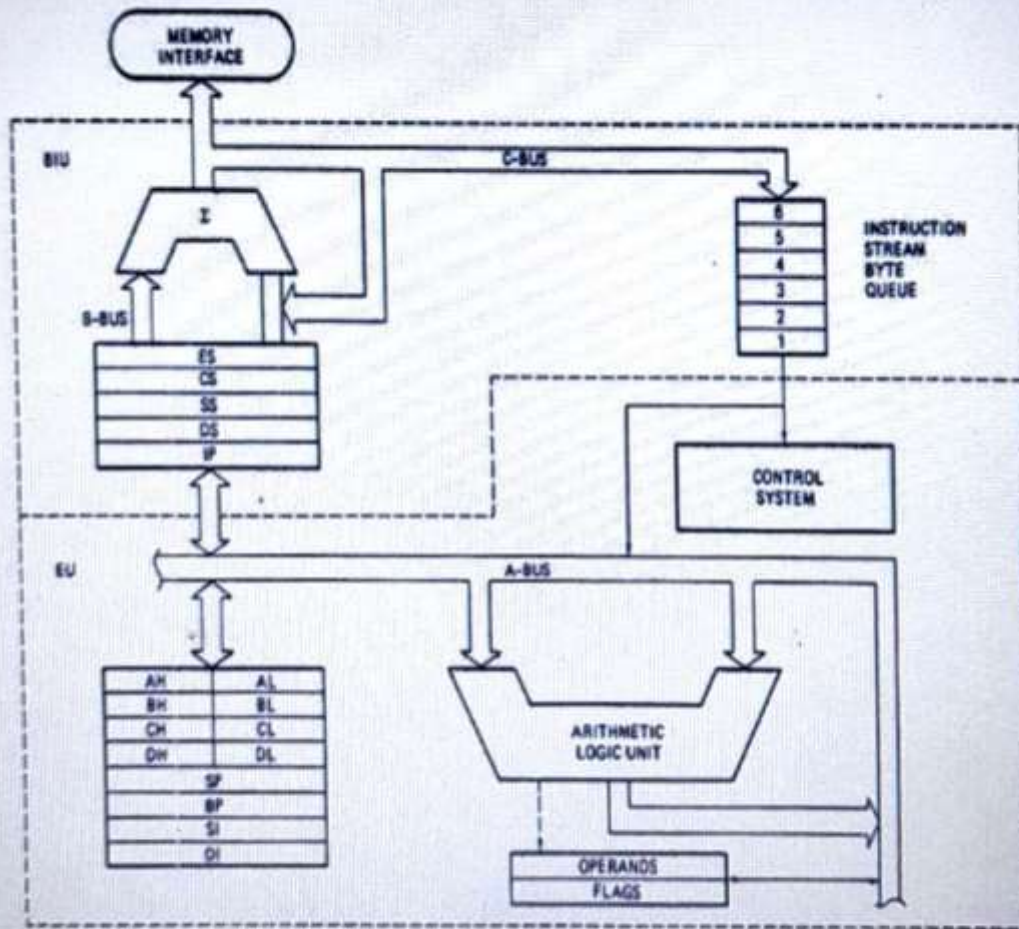 MEMORY
INTERFACE
BIU
C-BUS
Σ
6
5
4
3
2
1
INSTRUCTION
STREAM
BYTE
QUEUE
B-BUS
ES
CS
SS
DS
IP
CONTROL
SYSTEM
EU
A-BUS
AH AL
BH BL
CH CL
DH DL
SP
BP
SI
DI
ARITHMETIC
LOGIC UNIT
OPERANDS
FLAGS